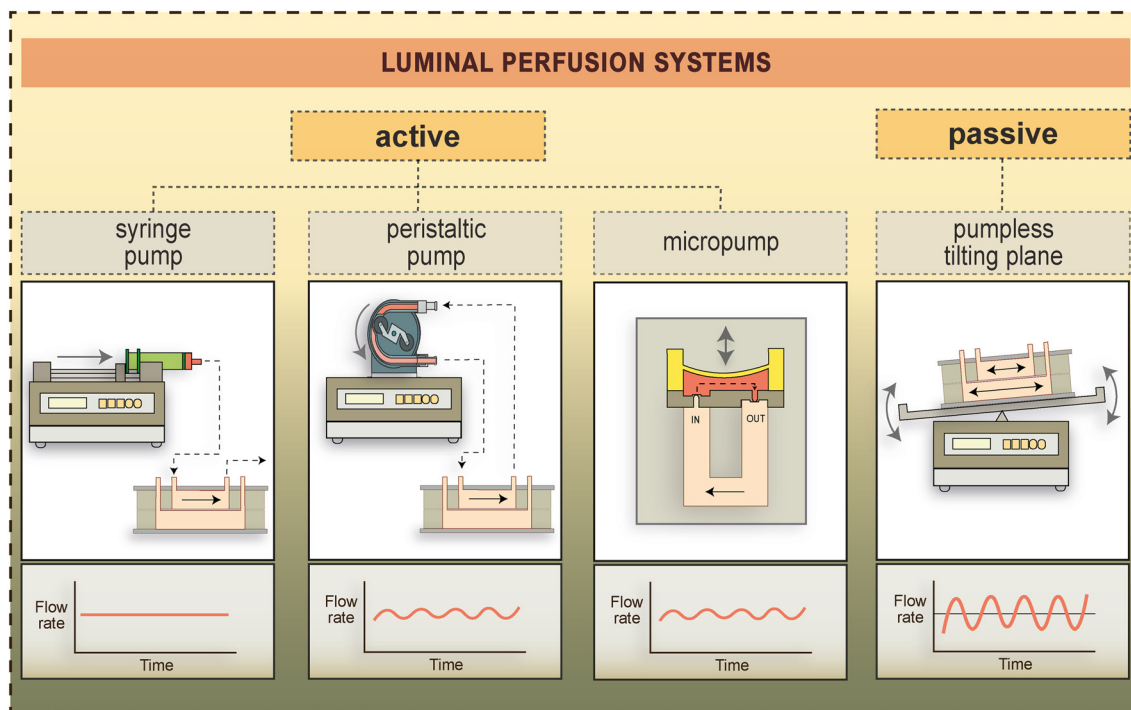 LUMINAL PERFUSION SYSTEMS
active
passive
syringe
pump
peristaltic
pump
micropump
pumpless
tilting plane
IN
OUT
Flow
rate
Time
Flow
rate
Time
Flow
rate
Time
Flow
rate
Time